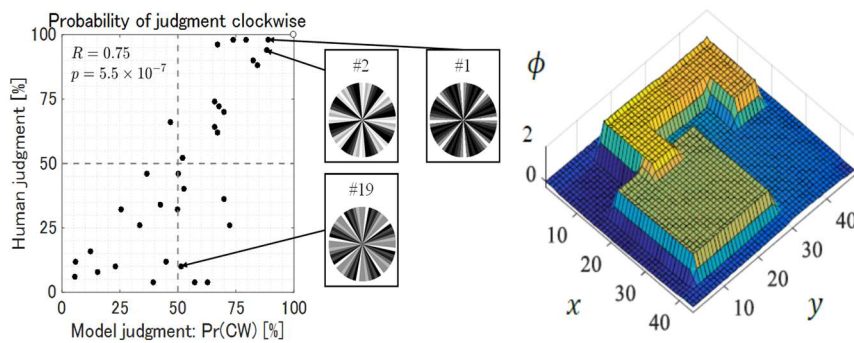 Probability of judgment clockwise
R = 0.75
p = 5.5 × 10⁻⁷
Human judgment [%]
100
75
50
25
0
0 25 50 75 100
Model judgment: Pr(CW) [%]
#2
#1
#19
ϕ
2
0
10
20
30
40
x
10
20
30
40
y